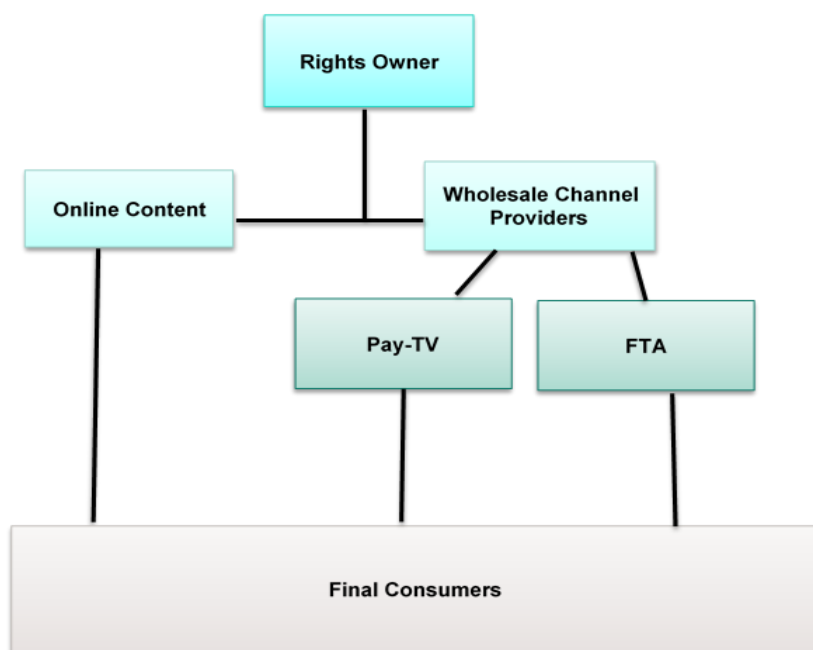 Rights Owner
Online Content
Wholesale Channel
Providers
Pay-TV
FTA
Final Consumers